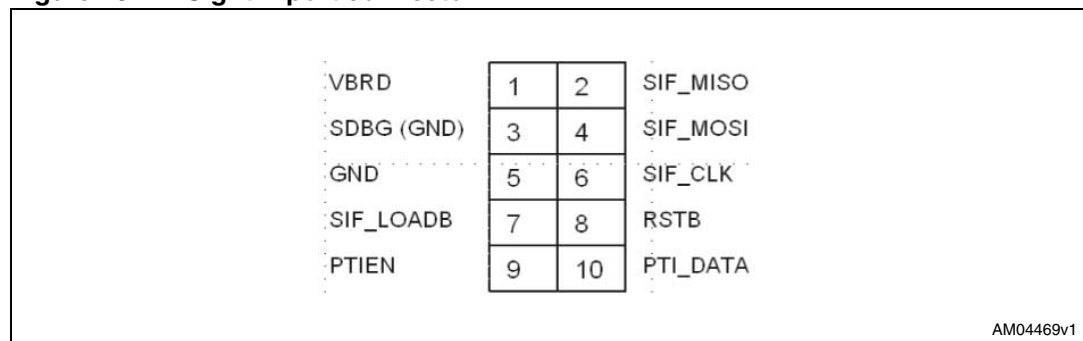 VBRD 1 2 SIF_MISO
SDBG (GND) 3 4 SIF_MOSI
GND 5 6 SIF_CLK
SIF_LOADB 7 8 RSTB
PTIEN 9 10 PTI_DATA
AM04469v1